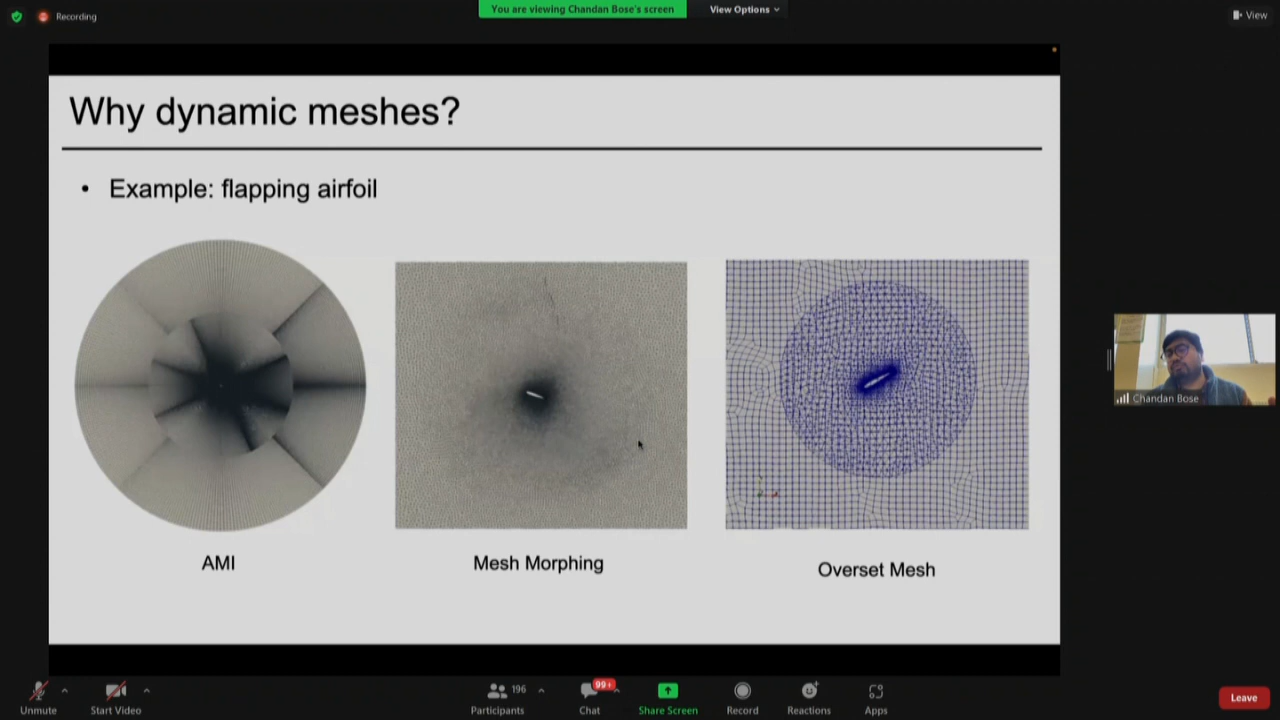 Recording
You are viewing Chandan Bose's screen
View Options
View
Why dynamic meshes?
• Example: flapping airfoil
AMI
Mesh Morphing
Overset Mesh
Chandan Bose
Unmute
Start Video
196
Participants
99+
Chat
Share Screen
Record
Reactions
Apps
Leave